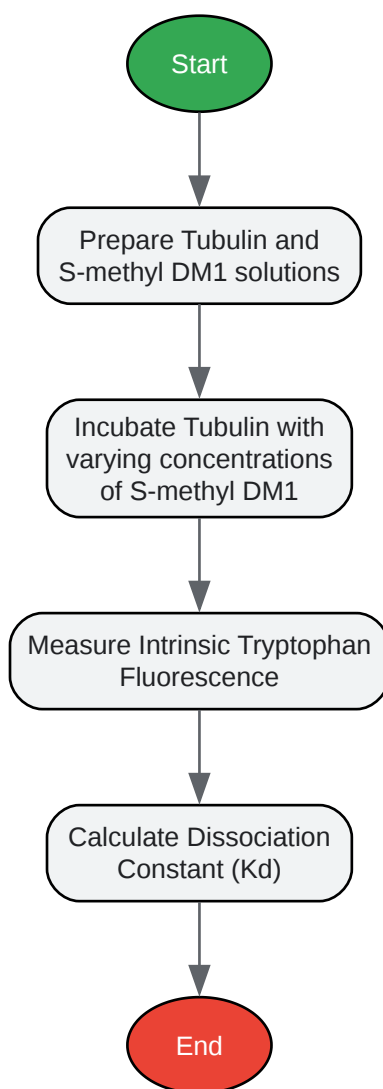 Start
Prepare Tubulin and
S-methyl DM1 solutions
Incubate Tubulin with
varying concentrations
of S-methyl DM1
Measure Intrinsic Tryptophan
Fluorescence
Calculate Dissociation
Constant (Kd)
End